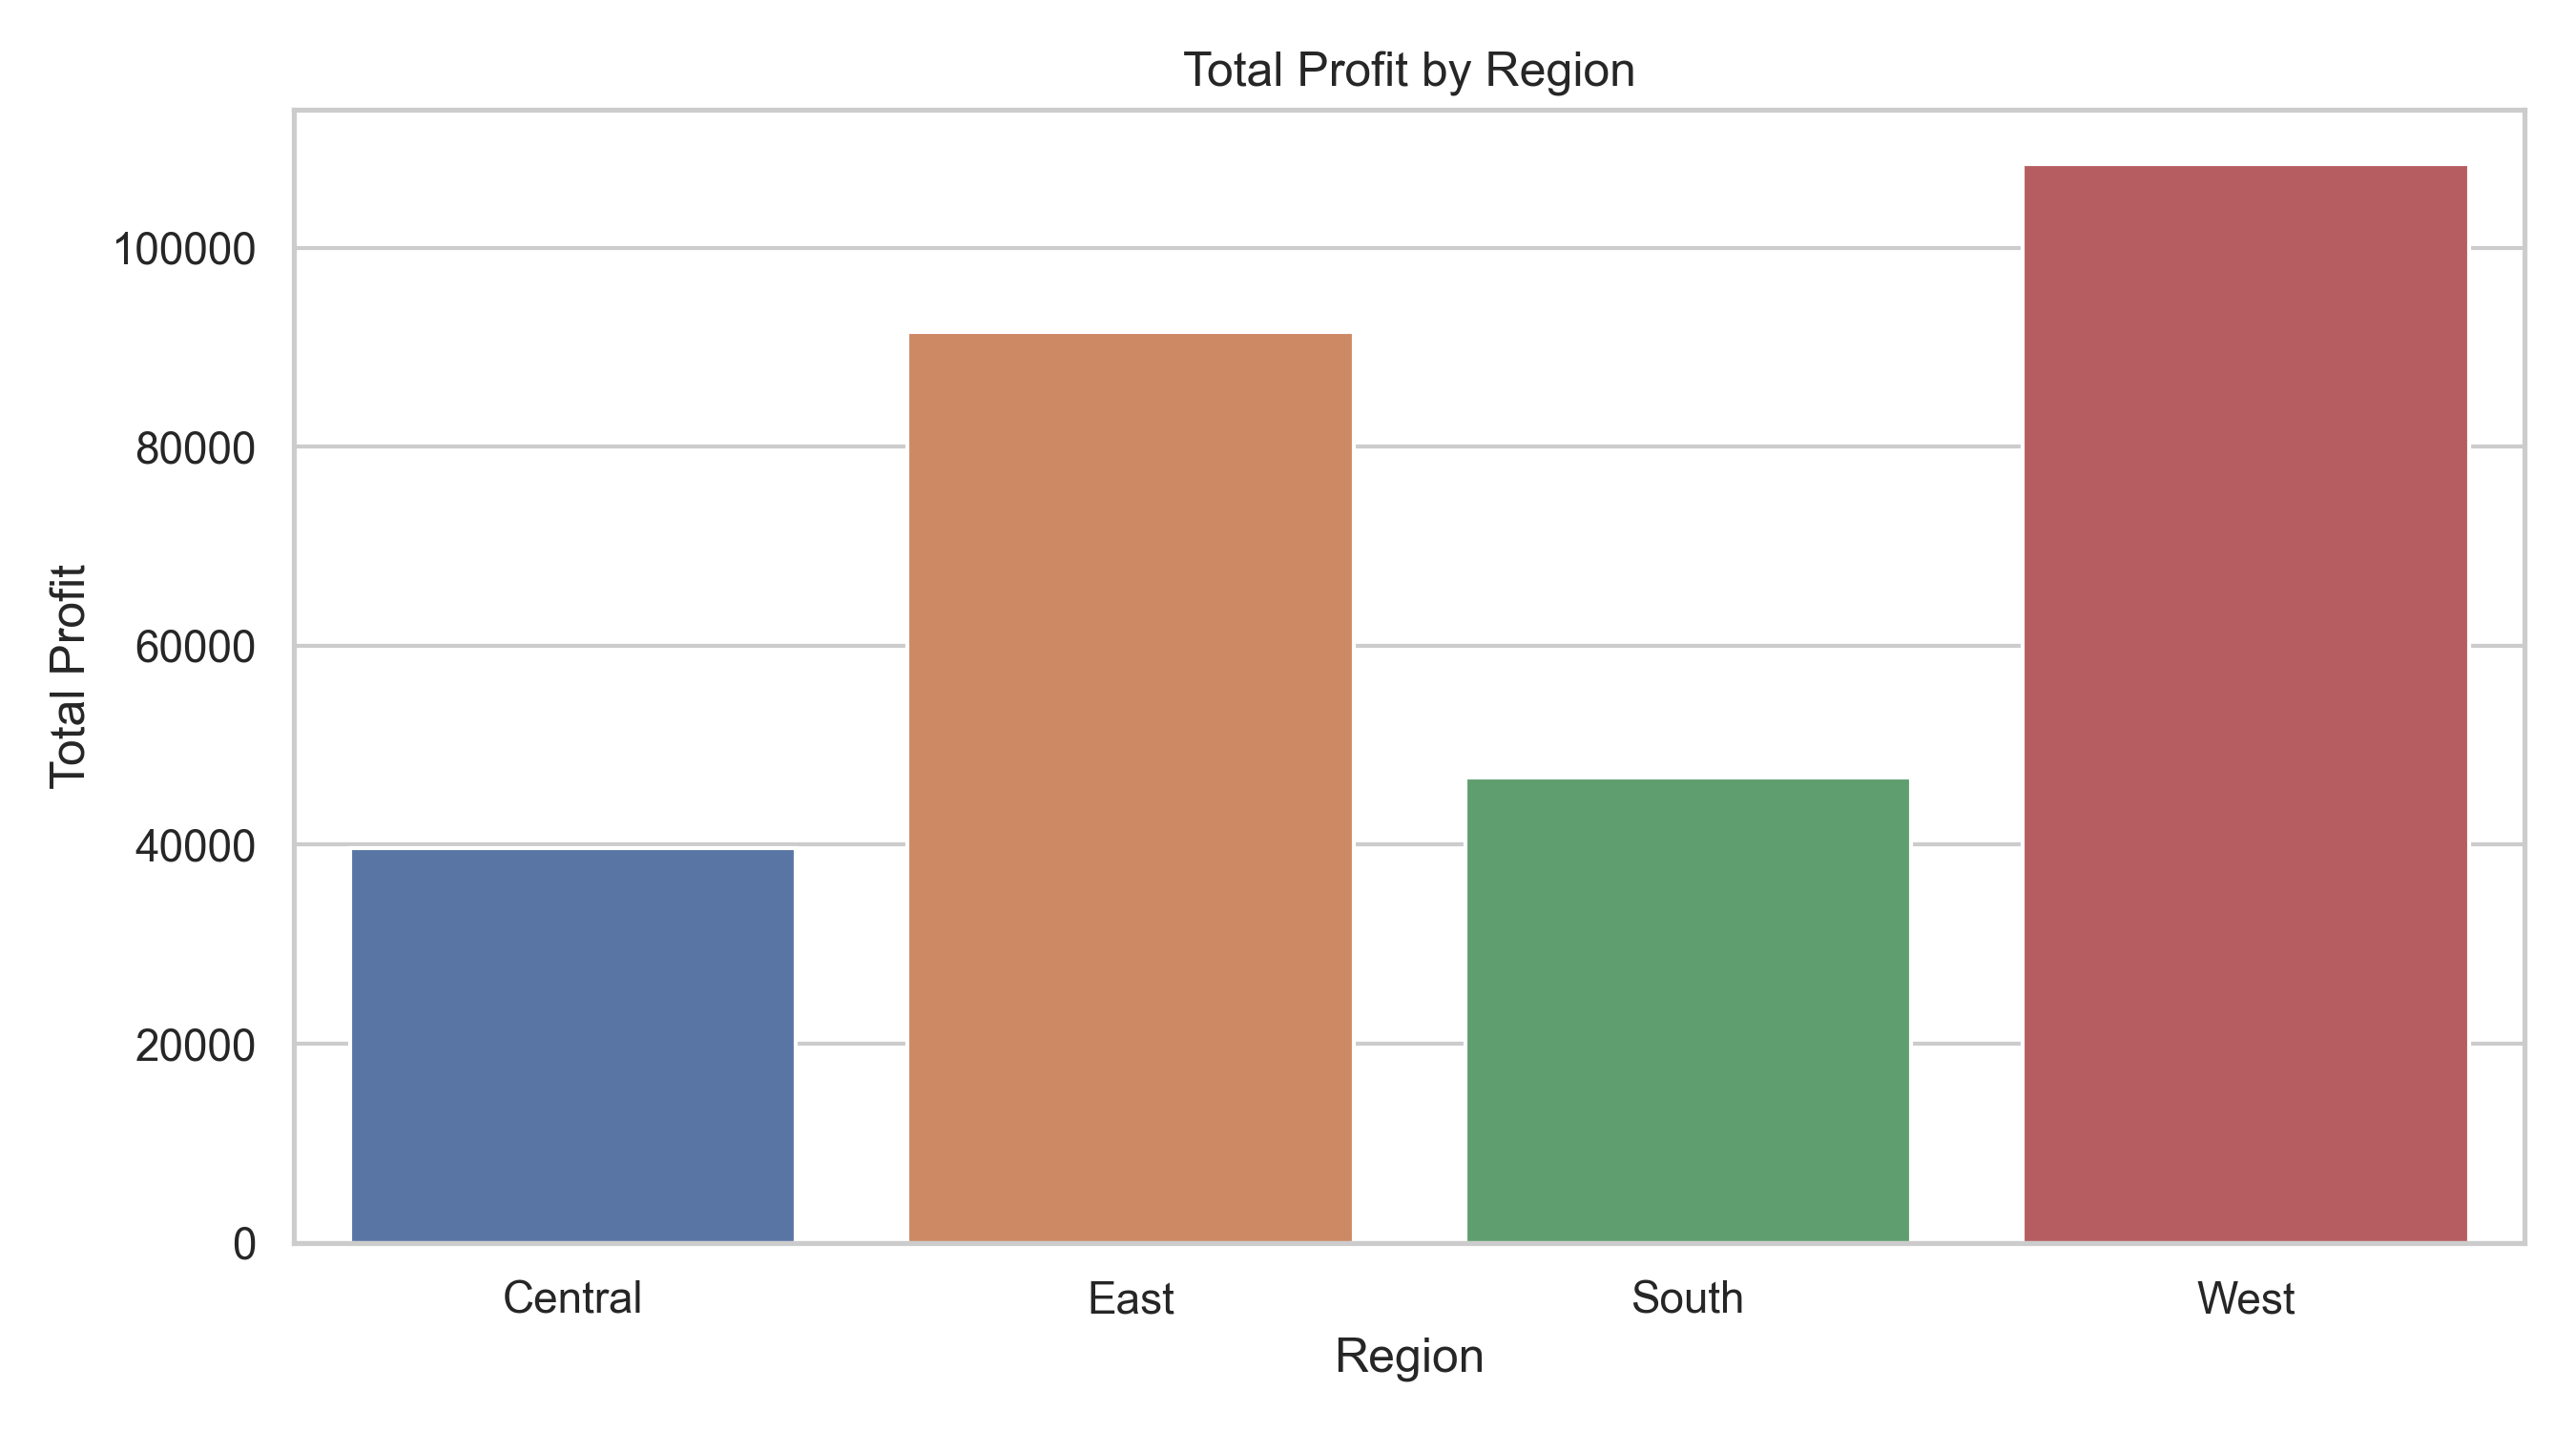 Total Profit by Region
Total Profit
100000
80000
60000
40000
20000
0
Central
East
South
West
Region